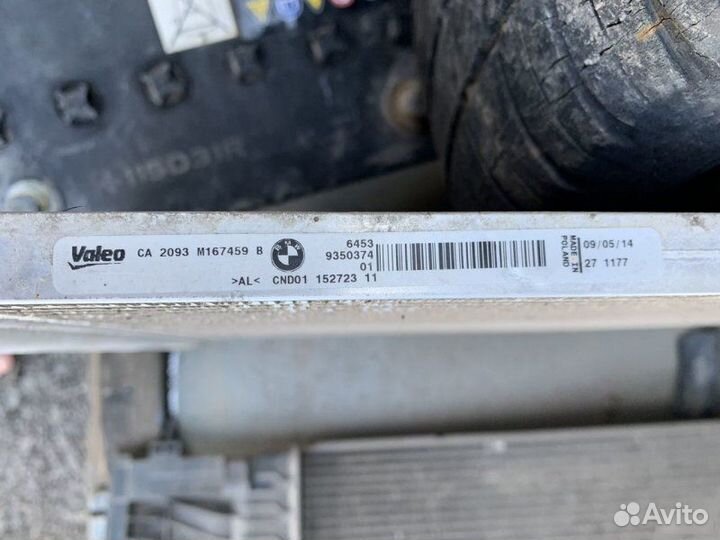 115D31R
Valeo CA 2093 M167459 B BMW 6453
9350374
01
>AL< CND01 152723 11
MADE IN
POLAND
09/05/14
27 1177
Avito